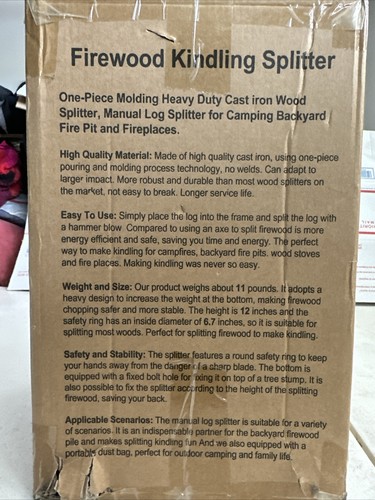 Firewood Kindling Splitter
One-Piece Molding Heavy Duty Cast iron Wood
Splitter, Manual Log Splitter for Camping Backyard
Fire Pit and Fireplaces.
High Quality Material: Made of high quality cast iron, using one-piece
pouring and molding process technology, no welds. Can adapt to
larger impact. More robust and durable than most wood splitters on
the market, not easy to break. Longer service life.
Easy To Use: Simply place the log into the frame and split the log with
a hammer blow. Compared to using an axe to split firewood is more
energy efficient and safe, saving you time and energy. The perfect
way to make kindling for campfires, backyard fire pits. wood stoves
and fire places. Making kindling was never so easy.
Weight and Size: Our product weighs about 11 pounds. It adopts a
heavy design to increase the weight at the bottom, making firewood
chopping safer and more stable. The height is 12 inches and the
safety ring has an inside diameter of 6.7 inches, so it is suitable for
splitting most woods. Perfect for splitting firewood to make kindling.
Safety and Stability: The splitter features a round safety ring to keep
your hands away from the danger of a sharp blade. The bottom is
equipped with a fixed bolt hole for fixing it on top of a tree stump. It is
also possible to fix the splitter according to the height of the splitting
firewood, saving your back.
Applicable Scenarios: The manual log splitter is suitable for a variety
of scenarios. It is an indispensable partner for the backyard firewood
pile and makes splitting kindling fun And we also equipped with a
portable dust bag, perfect for outdoor camping and family life.